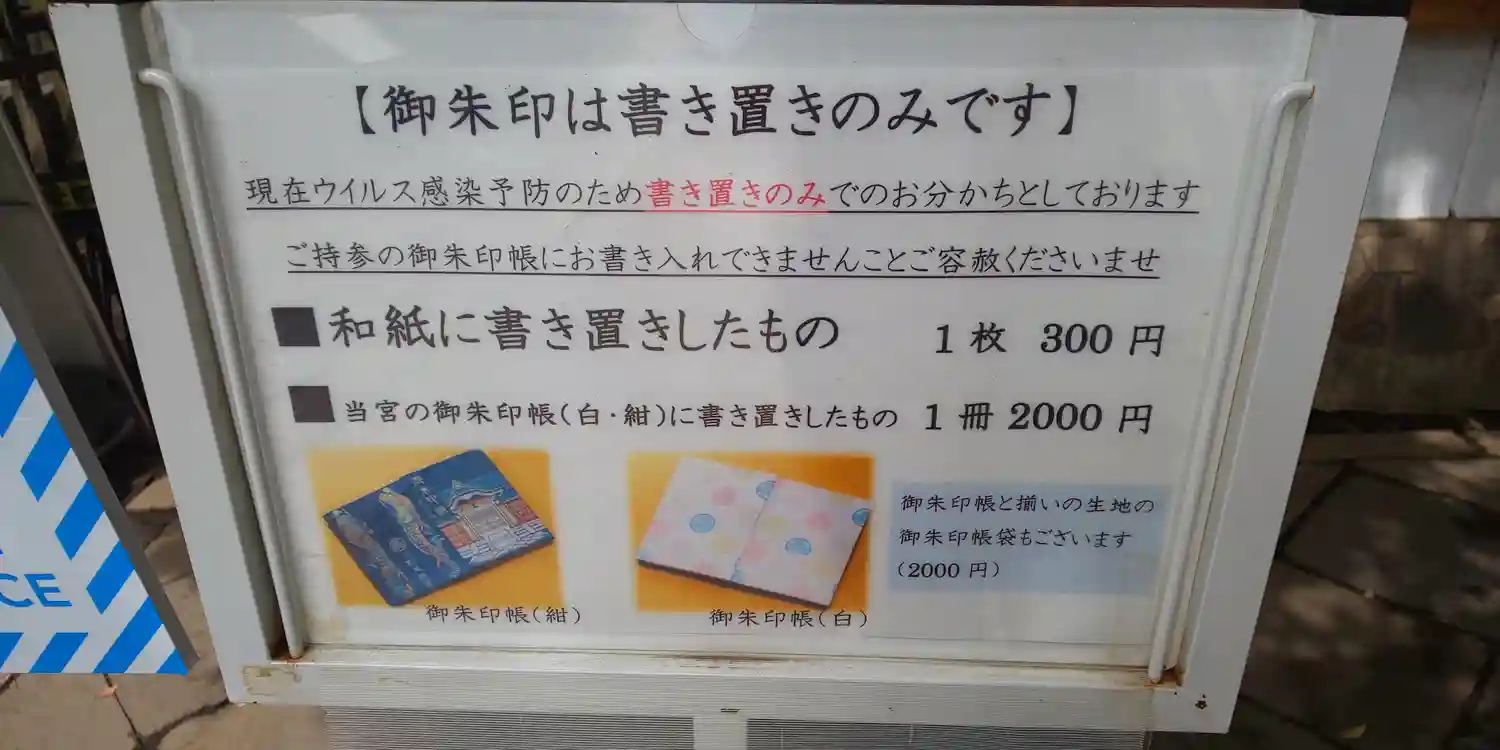 【御朱印は書き置きのみです】
現在ウイルス感染予防のため書き置きのみでのお分かちとしております
ご持参の御朱印帳にお書き入れできませんことご容赦くださいませ
■和紙に書き置きしたもの 1枚 300円
■当宮の御朱印帳(白・紺)に書き置きしたもの 1冊 2000円
御朱印帳と揃いの生地の
御朱印帳袋もございます
(2000円)
御朱印帳(紺)
御朱印帳(白)
CE